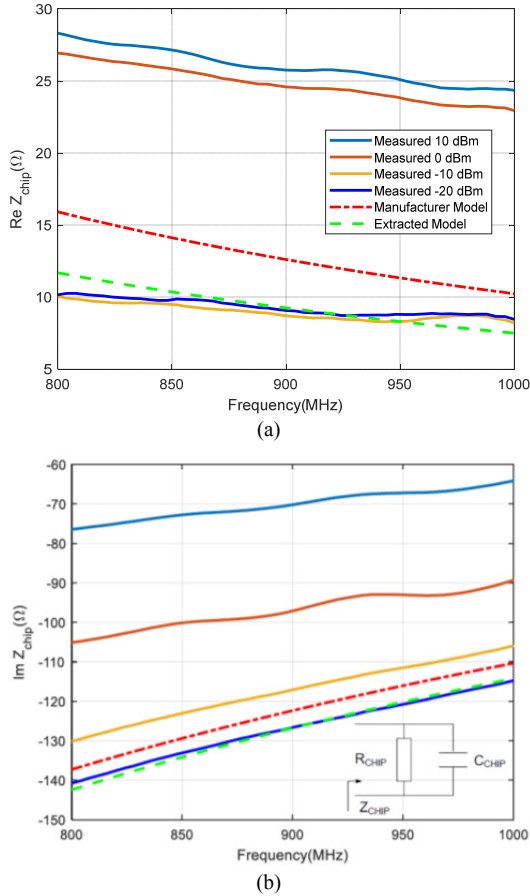 30
25
20
15
10
5
Re Z_chip(Ω)
Measured 10 dBm
Measured 0 dBm
Measured -10 dBm
Measured -20 dBm
Manufacturer Model
Extracted Model
800 850 900 950 1000
Frequency(MHz)
(a)
-60
-70
-80
-90
-100
-110
-120
-130
-140
-150
Im Z_chip(Ω)
R_CHIP
C_CHIP
Z_CHIP
800 850 900 950 1000
Frequency(MHz)
(b)